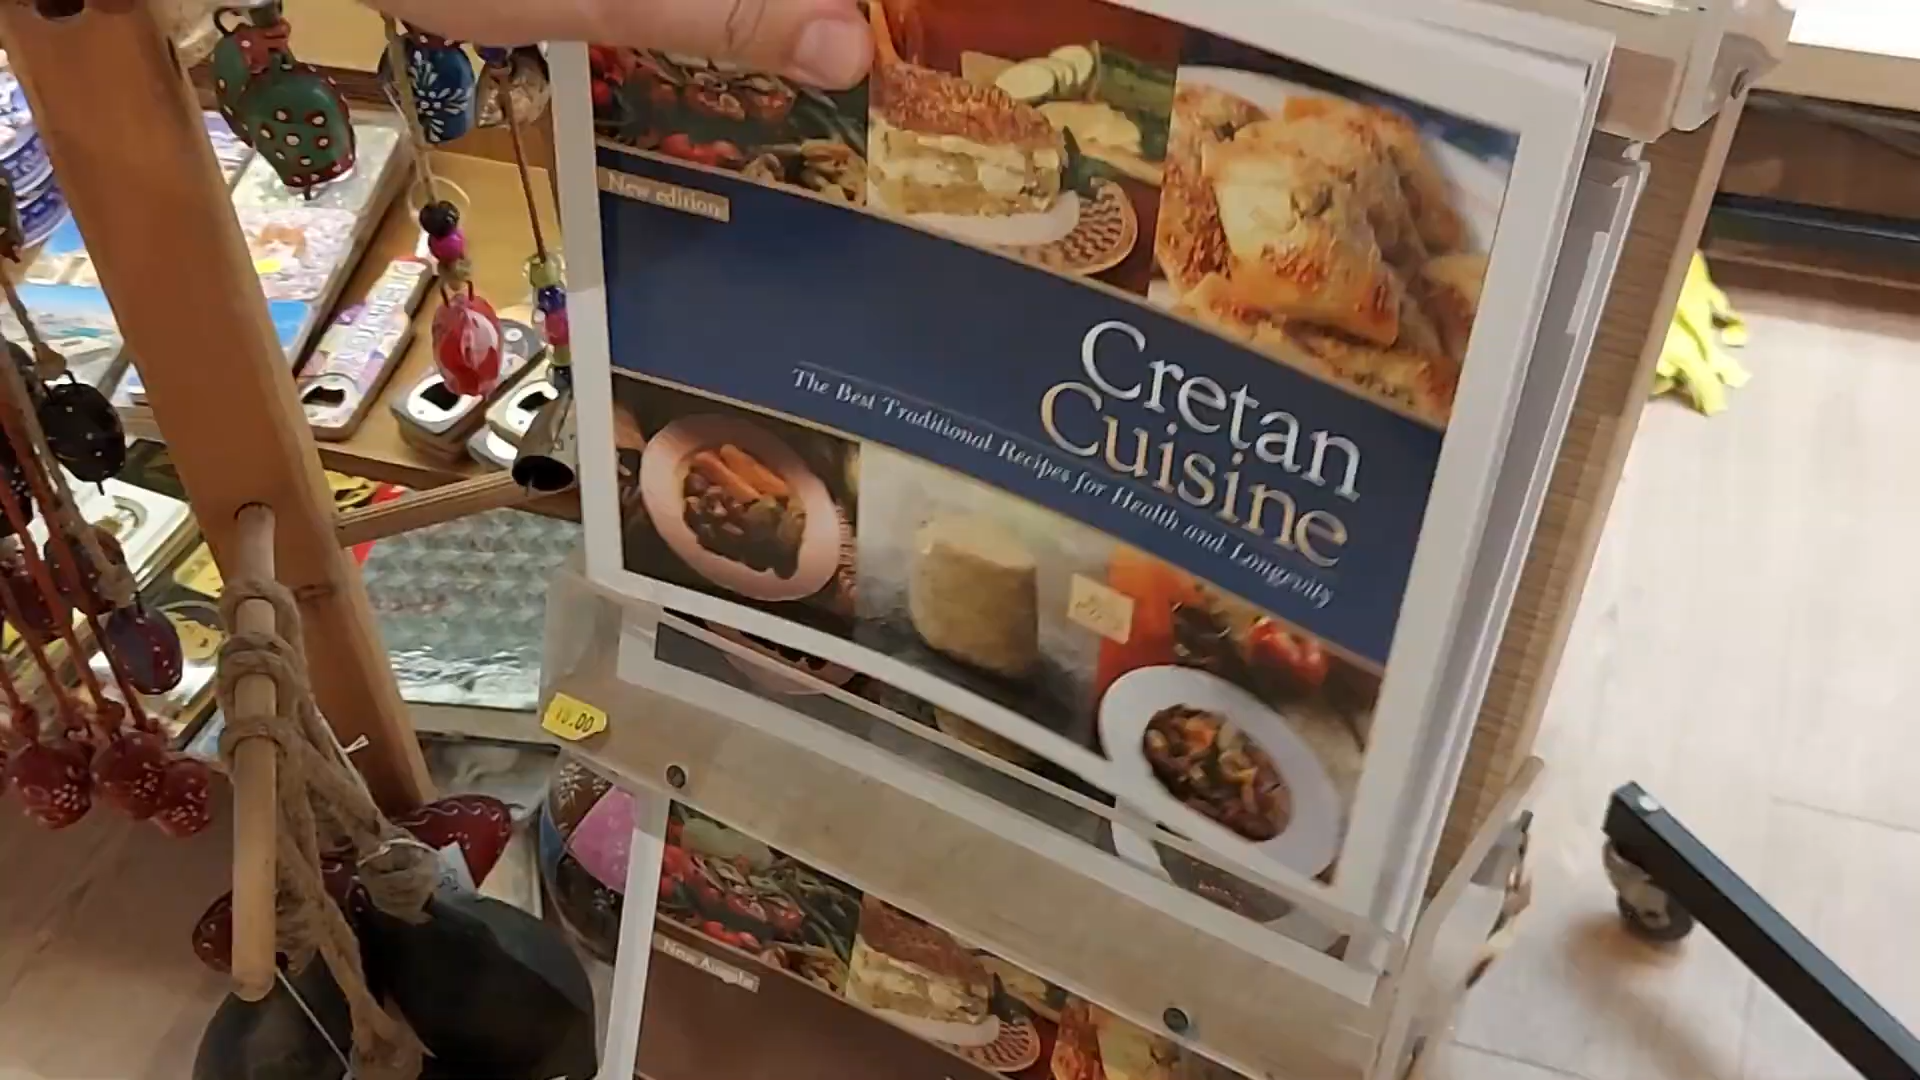 New edition
Cretan
Cuisine
The Best Traditional Recipes for Health and Longevity
10.00